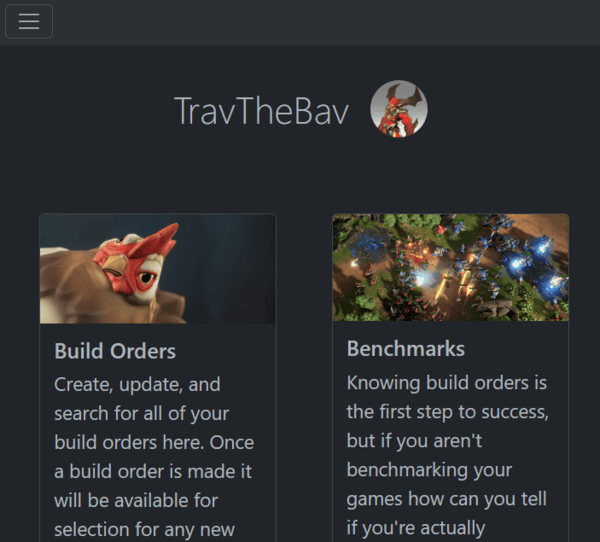 TravTheBav
Build Orders
Create, update, and
search for all of your
build orders here. Once
a build order is made it
will be available for
selection for any new
Benchmarks
Knowing build orders is
the first step to success,
but if you aren't
benchmarking your
games how can you tell
if you're actually